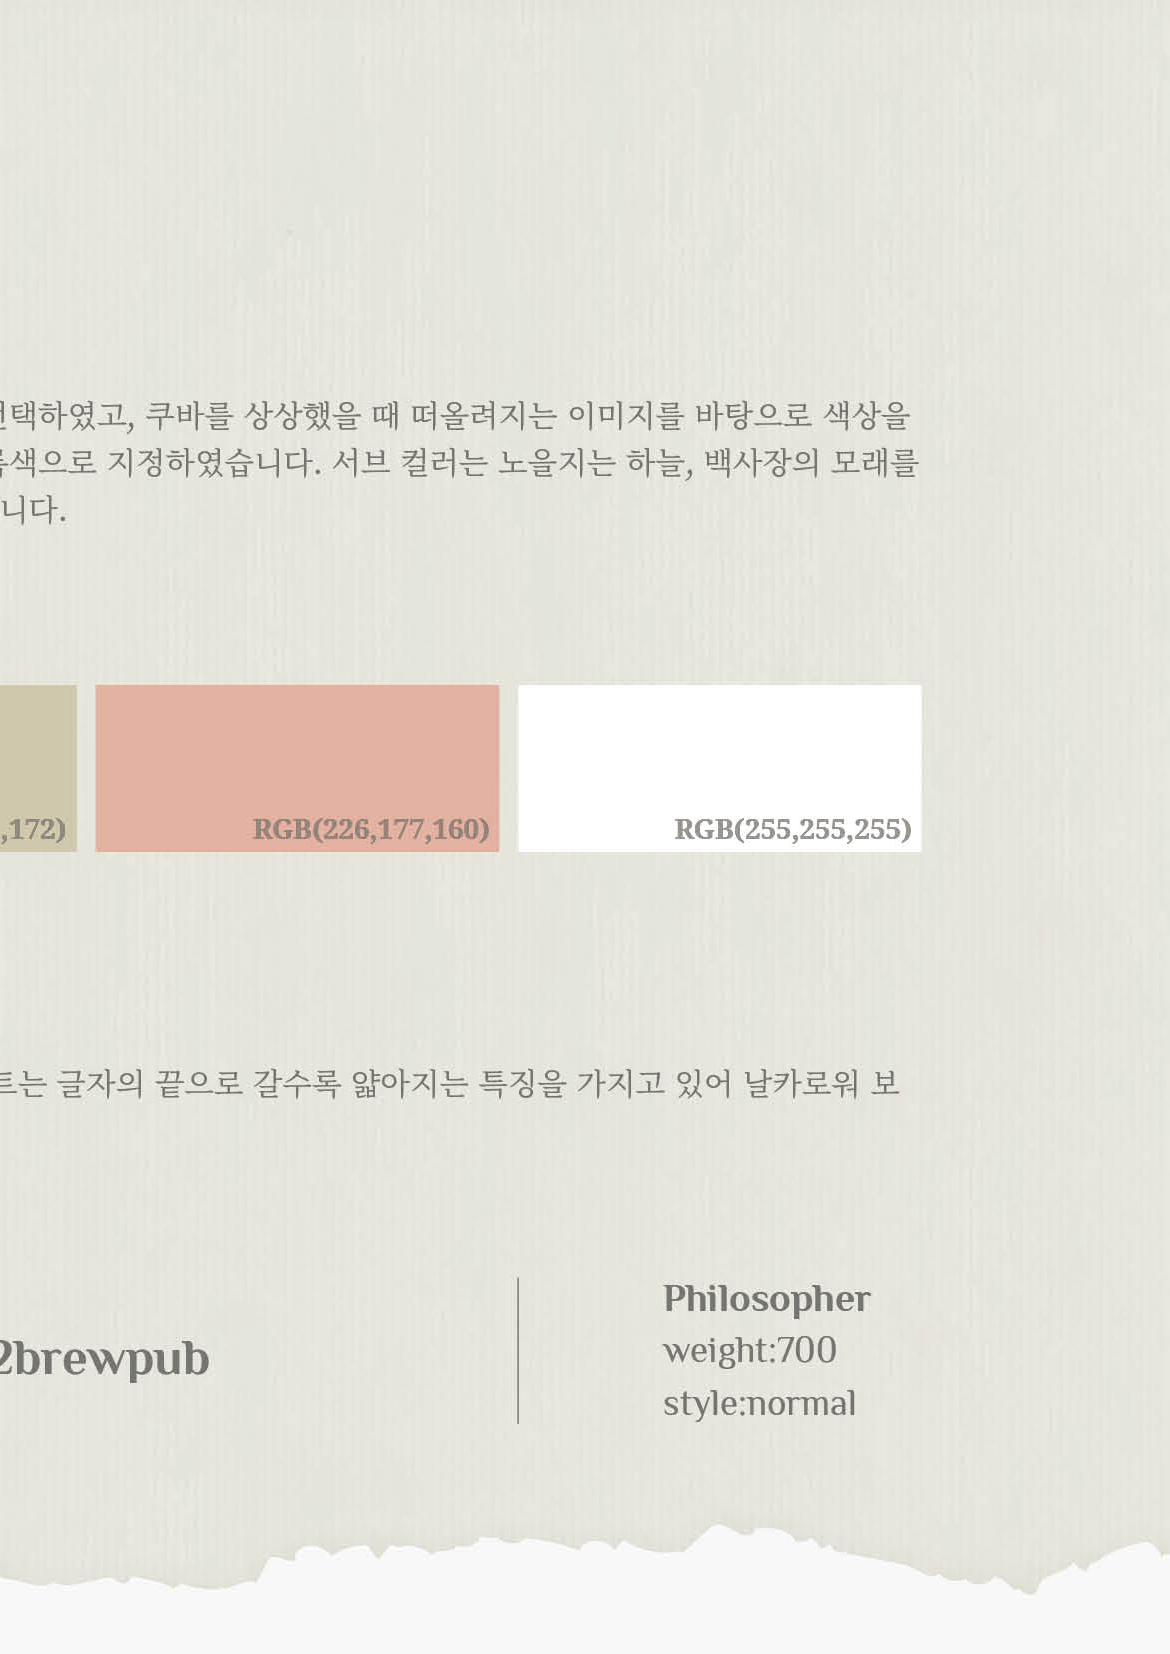 선택하였고, 쿠바를 상상했을 때 떠올려지는 이미지를 바탕으로 색상을
록색으로 지정하였습니다. 서브 컬러는 노을지는 하늘, 백사장의 모래를
니다.
,172)
RGB(226,177,160)
RGB(255,255,255)
트는 글자의 끝으로 갈수록 얇아지는 특징을 가지고 있어 날카로워 보
2brewpub
Philosopher
weight:700
style:normal